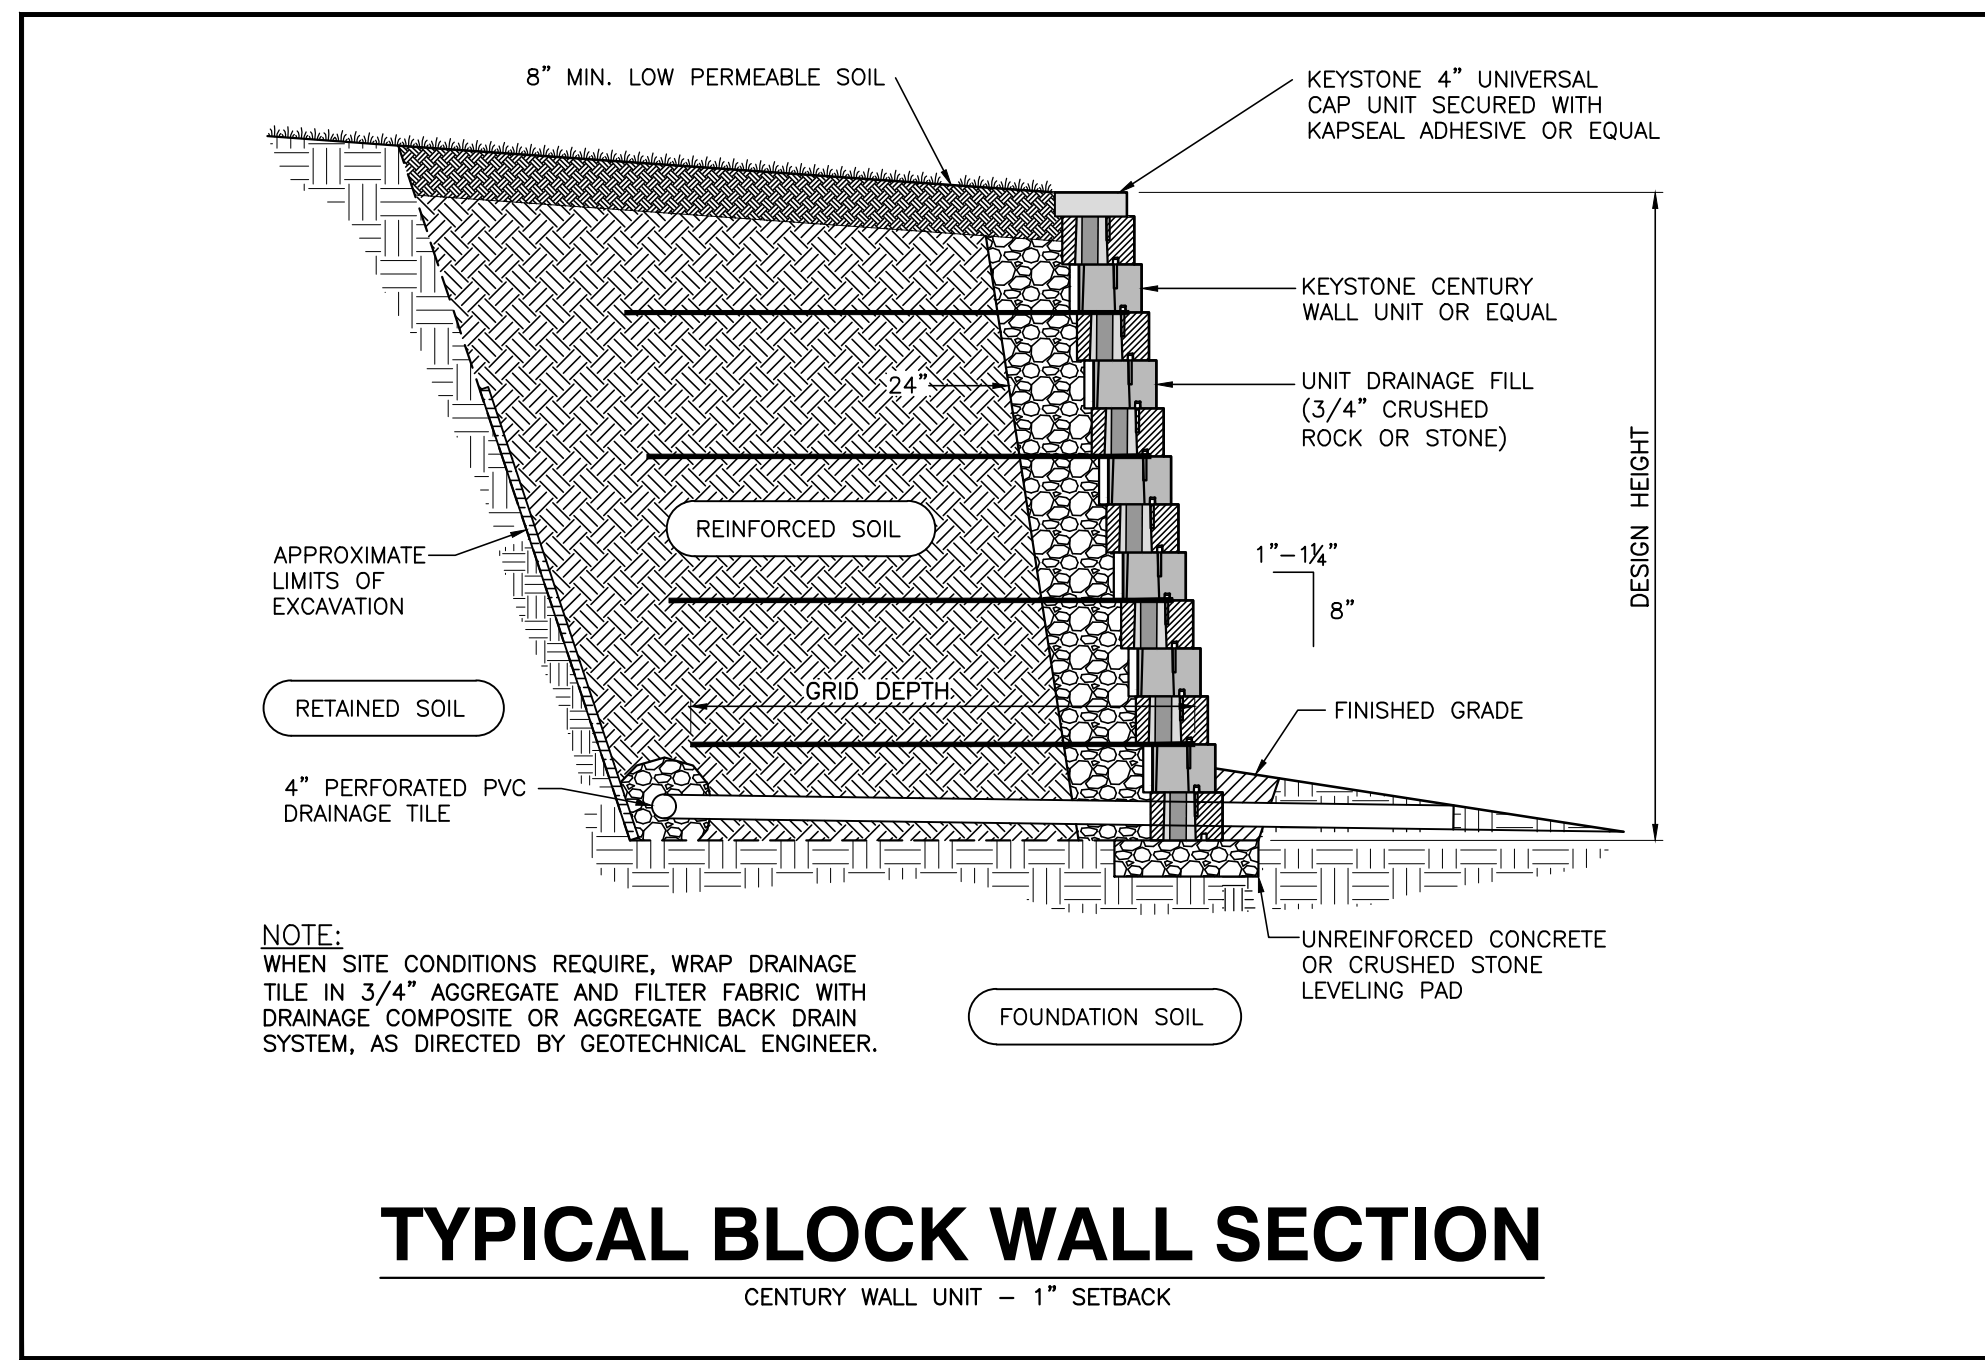 8” MIN. LOW PERMEABLE SOIL
KEYSTONE 4” UNIVERSAL
CAP UNIT SECURED WITH
KAPSEAL ADHESIVE OR EQUAL
KEYSTONE CENTURY
WALL UNIT OR EQUAL
24”
UNIT DRAINAGE FILL
(3/4” CRUSHED
ROCK OR STONE)
DESIGN HEIGHT
REINFORCED SOIL
APPROXIMATE
LIMITS OF
EXCAVATION
1”–1¼”
8”
RETAINED SOIL
GRID DEPTH
FINISHED GRADE
4” PERFORATED PVC
DRAINAGE TILE
NOTE:
WHEN SITE CONDITIONS REQUIRE, WRAP DRAINAGE
TILE IN 3/4” AGGREGATE AND FILTER FABRIC WITH
DRAINAGE COMPOSITE OR AGGREGATE BACK DRAIN
SYSTEM, AS DIRECTED BY GEOTECHNICAL ENGINEER.
UNREINFORCED CONCRETE
OR CRUSHED STONE
LEVELING PAD
FOUNDATION SOIL
TYPICAL BLOCK WALL SECTION
CENTURY WALL UNIT – 1” SETBACK